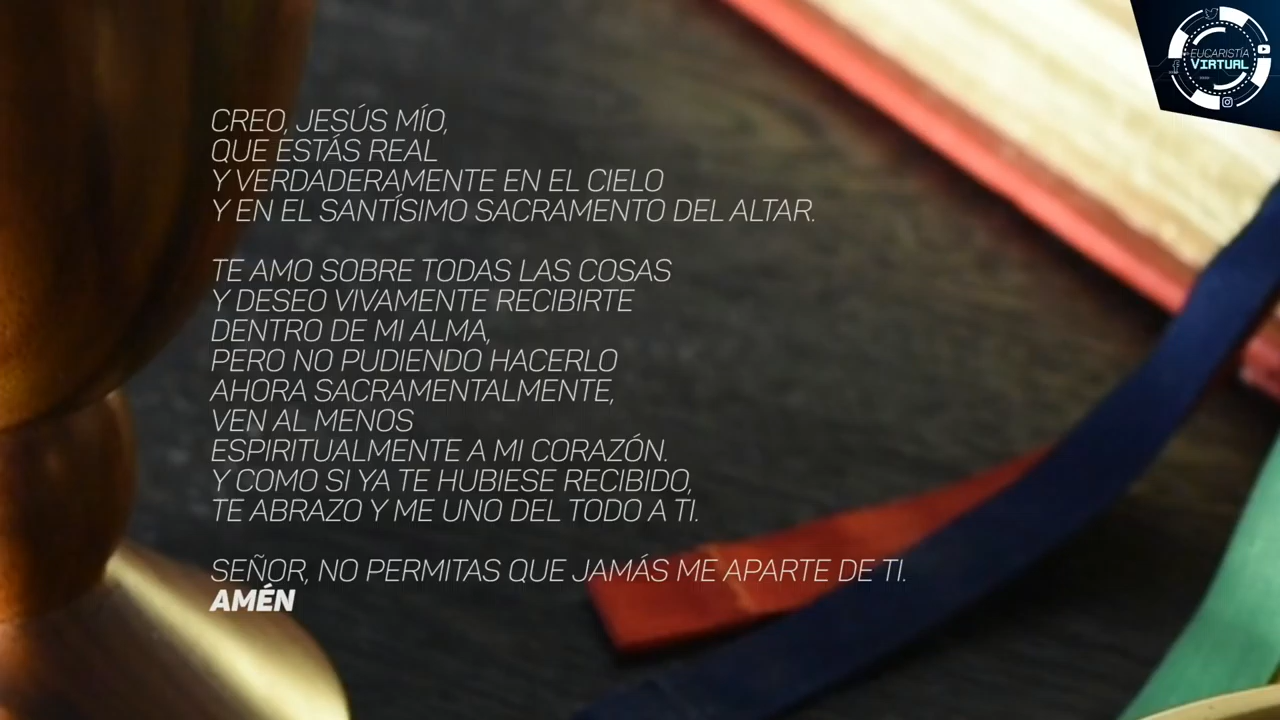 EUCARISTÍA
VIRTUAL
CREO, JESÚS MÍO,
QUE ESTÁS REAL
Y VERDADERAMENTE EN EL CIELO
Y EN EL SANTÍSIMO SACRAMENTO DEL ALTAR.
TE AMO SOBRE TODAS LAS COSAS
Y DESEO VIVAMENTE RECIBIRTE
DENTRO DE MI ALMA,
PERO NO PUDIENDO HACERLO
AHORA SACRAMENTALMENTE,
VEN AL MENOS
ESPIRITUALMENTE A MI CORAZÓN.
Y COMO SI YA TE HUBIESE RECIBIDO,
TE ABRAZO Y ME UNO DEL TODO A TI.
SEÑOR, NO PERMITAS QUE JAMÁS ME APARTE DE TI.
AMÉN